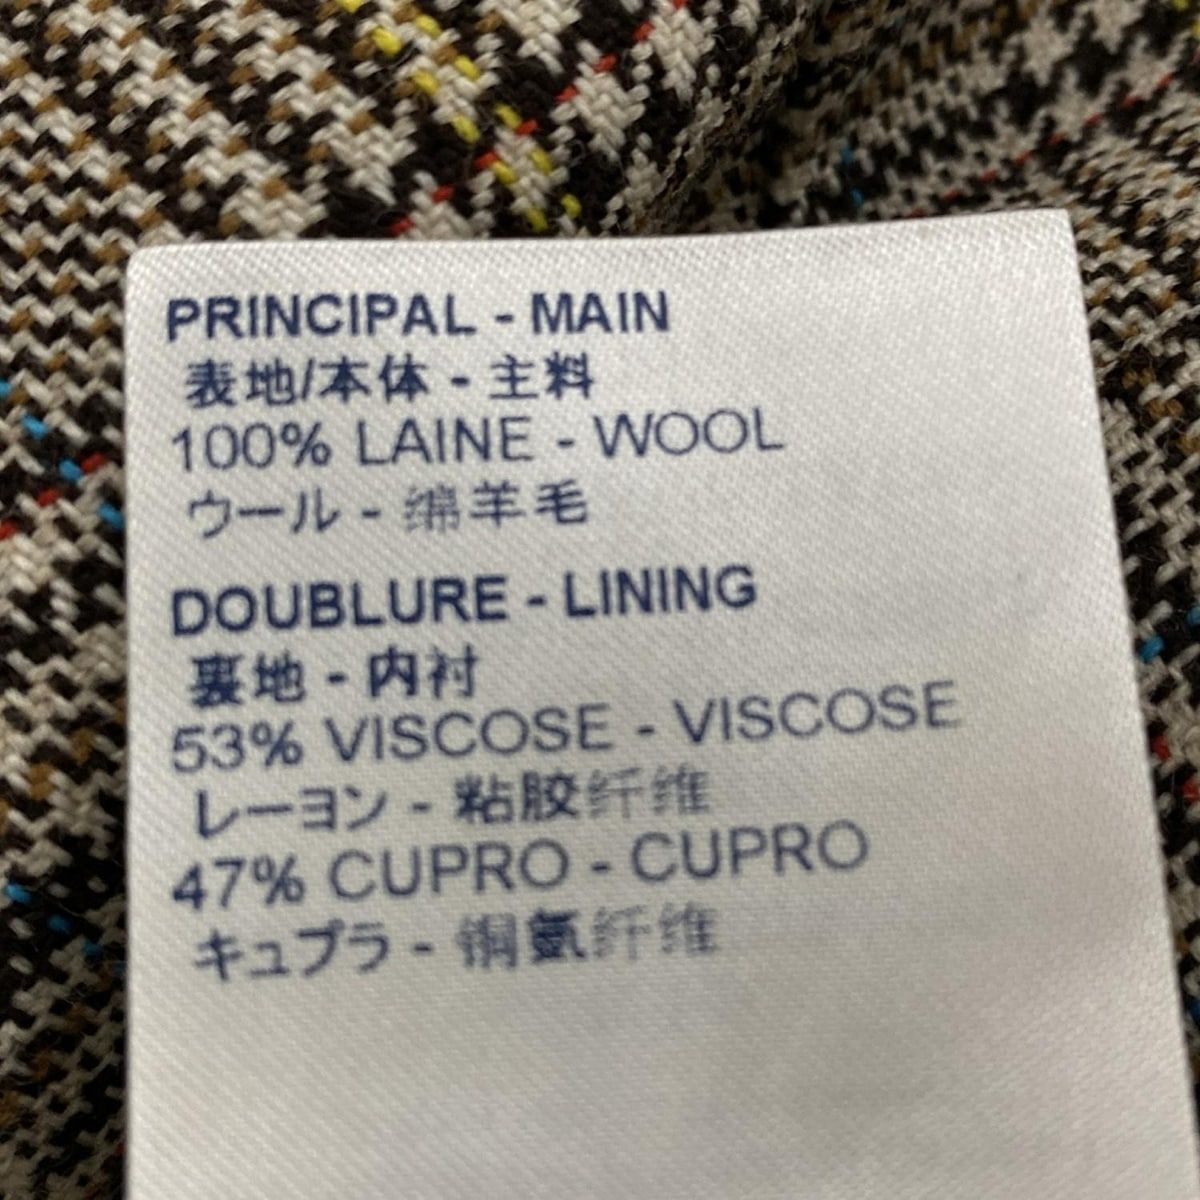 PRINCIPAL - MAIN
表地/本体 - 主料
100% LAINE - WOOL
ウール - 绵羊毛
DOUBLURE - LINING
裏地 - 内衬
53% VISCOSE - VISCOSE
レーヨン - 粘胶纤维
47% CUPRO - CUPRO
キュプラ - 铜氨纤维